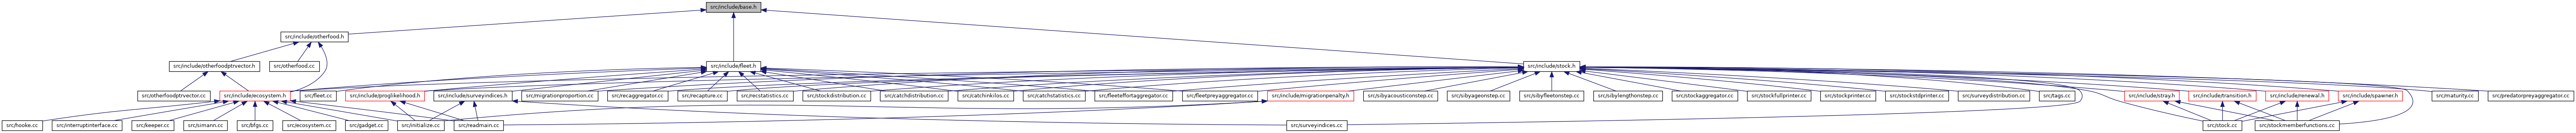 src/include/base.h
src/include/otherfood.h
src/include/otherfoodptrvector.h
src/otherfood.cc
src/include/fleet.h
src/include/stock.h
src/otherfoodptrvector.cc
src/include/ecosystem.h
src/fleet.cc
src/include/proglikelihood.h
src/include/surveyindices.h
src/migrationproportion.cc
src/recaggregator.cc
src/recapture.cc
src/recstatistics.cc
src/stockdistribution.cc
src/catchdistribution.cc
src/catchinkilos.cc
src/catchstatistics.cc
src/fleeteffortaggregator.cc
src/fleetpreyaggregator.cc
src/include/migrationpenalty.h
src/sibyacousticonstep.cc
src/sibyageonstep.cc
src/sibyfleetonstep.cc
src/sibylengthonstep.cc
src/stockaggregator.cc
src/stockfullprinter.cc
src/stockprinter.cc
src/stockstdprinter.cc
src/surveydistribution.cc
src/tags.cc
src/include/stray.h
src/include/transition.h
src/include/renewal.h
src/include/spawner.h
src/maturity.cc
src/predatorpreyaggregator.cc
src/hooke.cc
src/interruptinterface.cc
src/keeper.cc
src/simann.cc
src/bfgs.cc
src/ecosystem.cc
src/gadget.cc
src/initialize.cc
src/readmain.cc
src/surveyindices.cc
src/stock.cc
src/stockmemberfunctions.cc